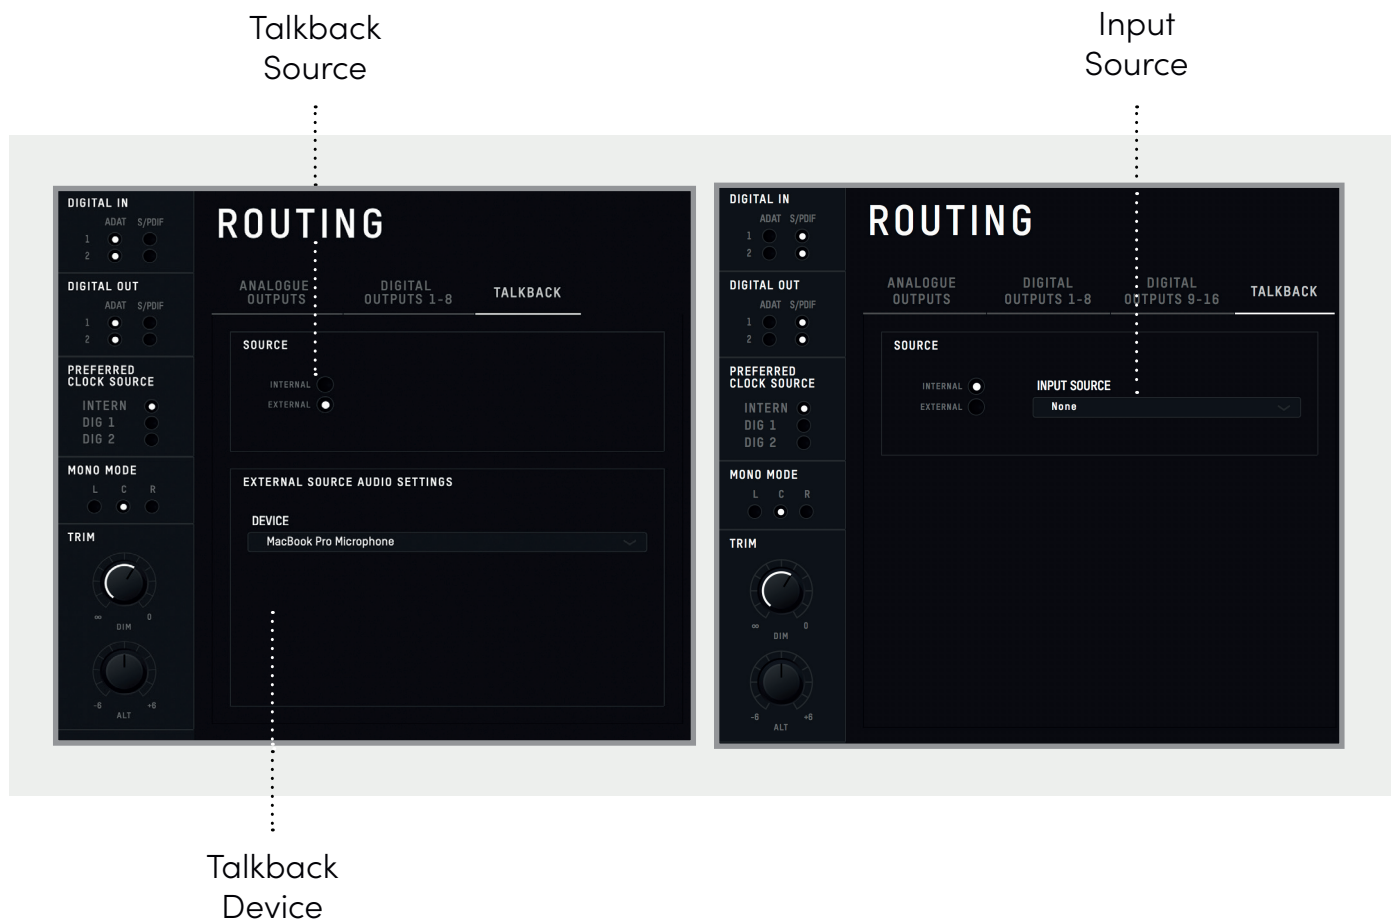 Talkback
Source
Input
Source
DIGITAL IN
ADAT S/PDIF
1
2
DIGITAL OUT
ADAT S/PDIF
1
2
PREFERRED
CLOCK SOURCE
INTERN
DIG 1
DIG 2
MONO MODE
L C R
TRIM
∞ 0
DIM
-6 +6
ALT
ROUTING
ANALOGUE
OUTPUTS
DIGITAL
OUTPUTS 1-8
TALKBACK
SOURCE
INTERNAL
EXTERNAL
EXTERNAL SOURCE AUDIO SETTINGS
DEVICE
MacBook Pro Microphone
DIGITAL IN
ADAT S/PDIF
1
2
DIGITAL OUT
ADAT S/PDIF
1
2
PREFERRED
CLOCK SOURCE
INTERN
DIG 1
DIG 2
MONO MODE
L C R
TRIM
∞ 0
DIM
-6 +6
ALT
ROUTING
ANALOGUE
OUTPUTS
DIGITAL
OUTPUTS 1-8
DIGITAL
OUTPUTS 9-16
TALKBACK
SOURCE
INTERNAL
EXTERNAL
INPUT SOURCE
None
Talkback
Device